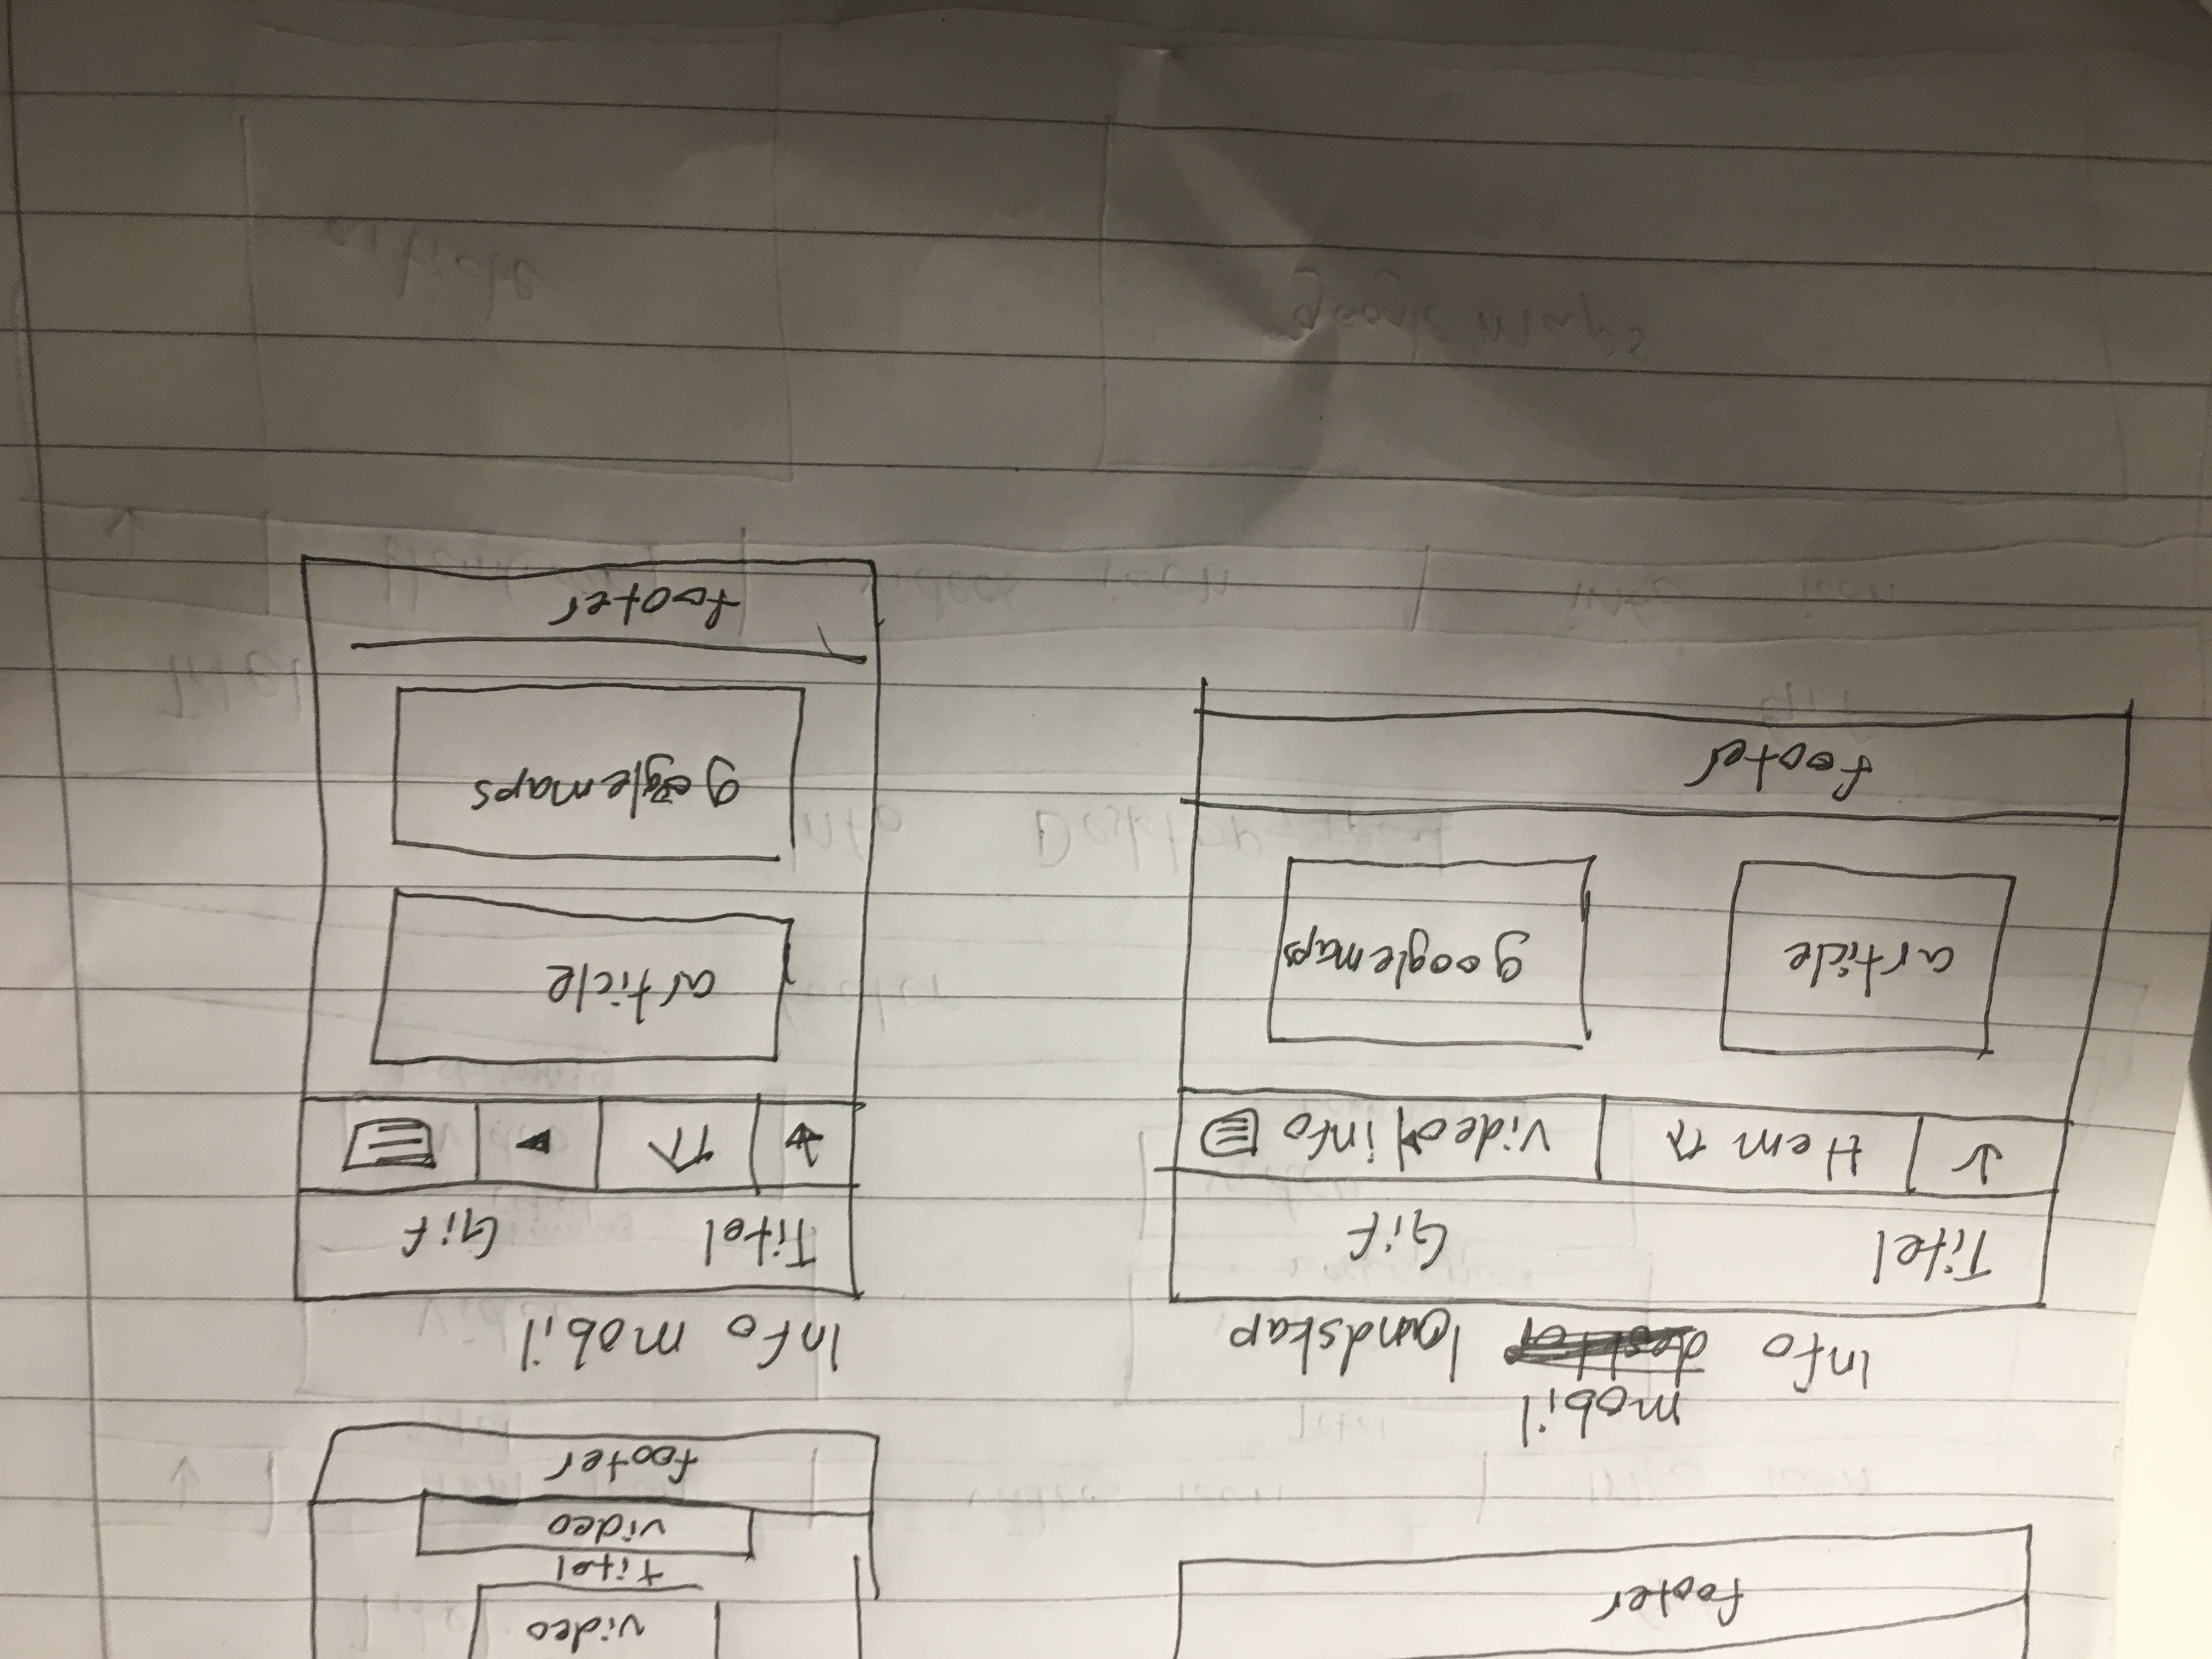 footer
video
Titel
video
footer
mobil
Info landskap
Titel Gif
Hem video info
article googlemaps
footer
Info mobil
Titel Gif
article
googlemaps
footer